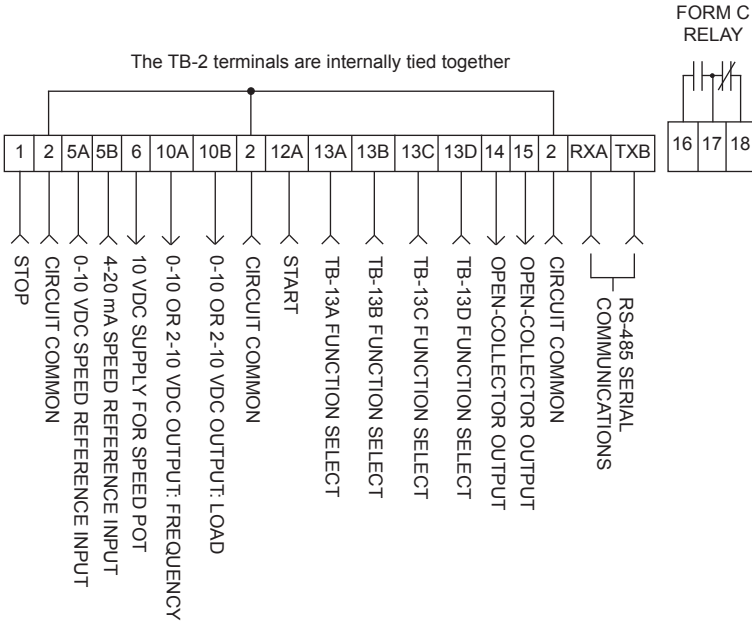 FORM C
RELAY
The TB-2 terminals are internally tied together
1 2 5A 5B 6 10A 10B 2 12A 13A 13B 13C 13D 14 15 2 RXA TXB
16 17 18
STOP
CIRCUIT COMMON
0-10 VDC SPEED REFERENCE INPUT
4-20 mA SPEED REFERENCE INPUT
10 VDC SUPPLY FOR SPEED POT
0-10 OR 2-10 VDC OUTPUT: FREQUENCY
0-10 OR 2-10 VDC OUTPUT: LOAD
CIRCUIT COMMON
START
TB-13A FUNCTION SELECT
TB-13B FUNCTION SELECT
TB-13C FUNCTION SELECT
TB-13D FUNCTION SELECT
OPEN-COLLECTOR OUTPUT
OPEN-COLLECTOR OUTPUT
CIRCUIT COMMON
RS-485 SERIAL
COMMUNICATIONS